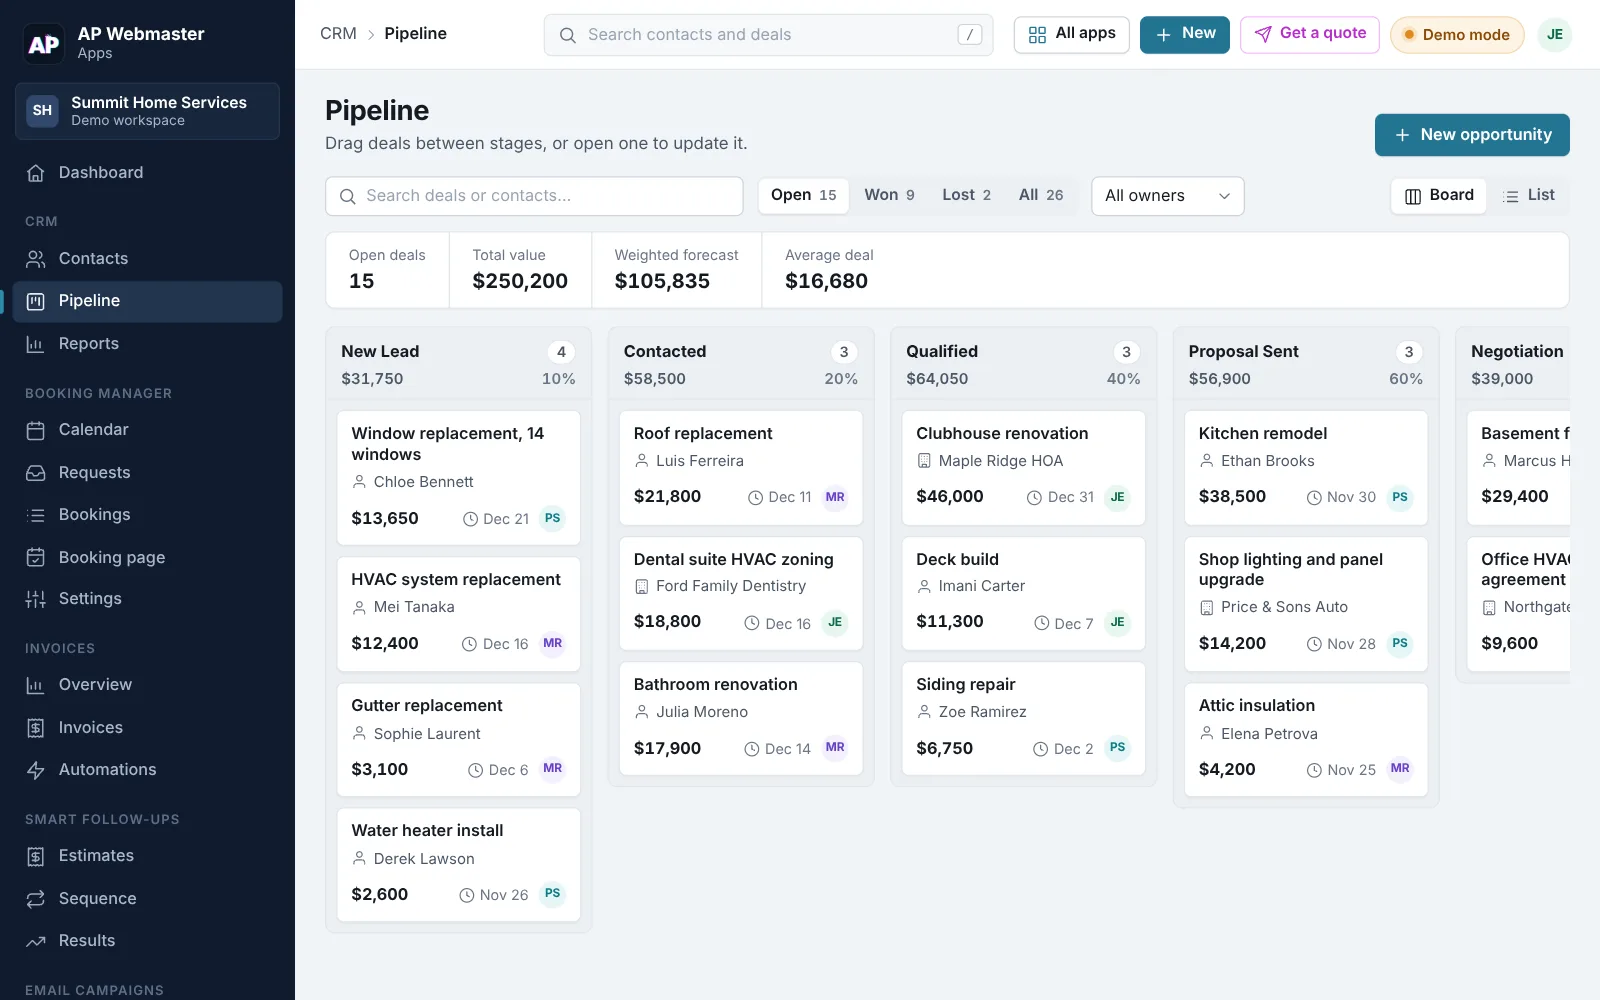 AP
AP Webmaster
Apps
SH
Summit Home Services
Demo workspace
Dashboard
CRM
Contacts
Pipeline
Reports
BOOKING MANAGER
Calendar
Requests
Bookings
Booking page
Settings
INVOICES
Overview
Invoices
Automations
SMART FOLLOW-UPS
Estimates
Sequence
Results
EMAIL CAMPAIGNS
CRM > Pipeline
Search contacts and deals /
All apps
+ New
Get a quote
Demo mode
JE
Pipeline
Drag deals between stages, or open one to update it.
+ New opportunity
Search deals or contacts...
Open 15 Won 9 Lost 2 All 26
All owners
Board List
Open deals
15
Total value
$250,200
Weighted forecast
$105,835
Average deal
$16,680
New Lead 4
$31,750 10%
Window replacement, 14
windows
Chloe Bennett
$13,650 Dec 21 PS
HVAC system replacement
Mei Tanaka
$12,400 Dec 16 MR
Gutter replacement
Sophie Laurent
$3,100 Dec 6 MR
Water heater install
Derek Lawson
$2,600 Nov 26 PS
Contacted 3
$58,500 20%
Roof replacement
Luis Ferreira
$21,800 Dec 11 MR
Dental suite HVAC zoning
Ford Family Dentistry
$18,800 Dec 16 JE
Bathroom renovation
Julia Moreno
$17,900 Dec 14 MR
Qualified 3
$64,050 40%
Clubhouse renovation
Maple Ridge HOA
$46,000 Dec 31 JE
Deck build
Imani Carter
$11,300 Dec 7 JE
Siding repair
Zoe Ramirez
$6,750 Dec 2 PS
Proposal Sent 3
$56,900 60%
Kitchen remodel
Ethan Brooks
$38,500 Nov 30 PS
Shop lighting and panel
upgrade
Price & Sons Auto
$14,200 Nov 28 PS
Attic insulation
Elena Petrova
$4,200 Nov 25 MR
Negotiation
$39,000
Basement
Marcus
$29,400
Office
agreement
Northgate
$9,600